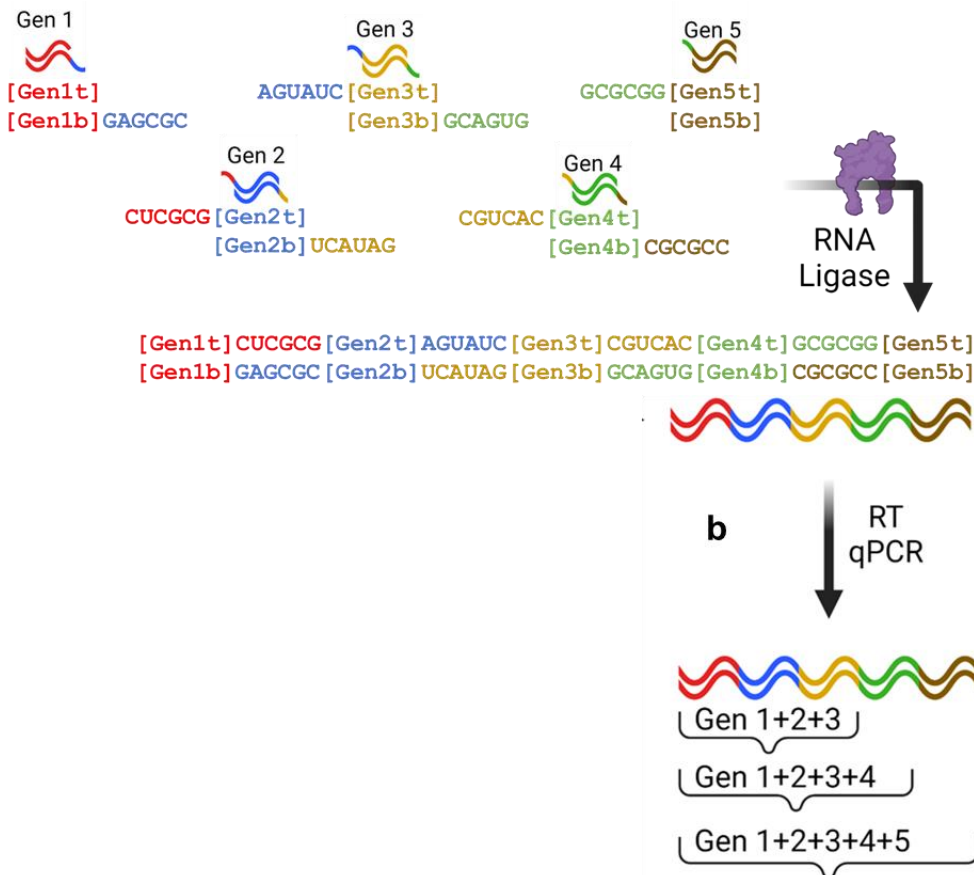 Gen 1
Gen 3
Gen 5
[Gen1t]
AGUAUC[Gen3t]
GCGCGG[Gen5t]
[Gen1b]GAGCGC
[Gen3b]GCAGUG
[Gen5b]
Gen 2
Gen 4
CUCGCG[Gen2t]
CGUCAC[Gen4t]
[Gen2b]UCAUAG
[Gen4b]CGCGCC
RNA
Ligase
[Gen1t]CUCGCG[Gen2t]AGUAUC[Gen3t]CGUCAC[Gen4t]GCGCGG[Gen5t]
[Gen1b]GAGCGC[Gen2b]UCAUAG[Gen3b]GCAGUG[Gen4b]CGCGCC[Gen5b]
b
RT
qPCR
Gen 1+2+3
Gen 1+2+3+4
Gen 1+2+3+4+5